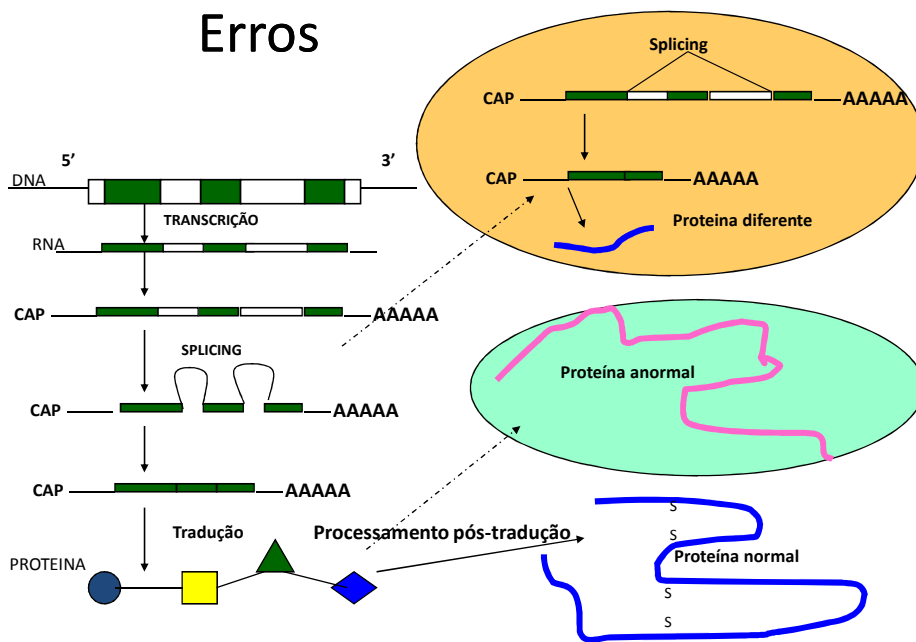 Erros
5’
3’
DNA
TRANSCRIÇÃO
RNA
CAP
AAAAA
SPLICING
CAP
AAAAA
CAP
AAAAA
Tradução
Processamento pós-tradução
PROTEINA
Splicing
CAP
AAAAA
CAP
AAAAA
Proteina diferente
Proteína anormal
S
S
Proteína normal
S
S